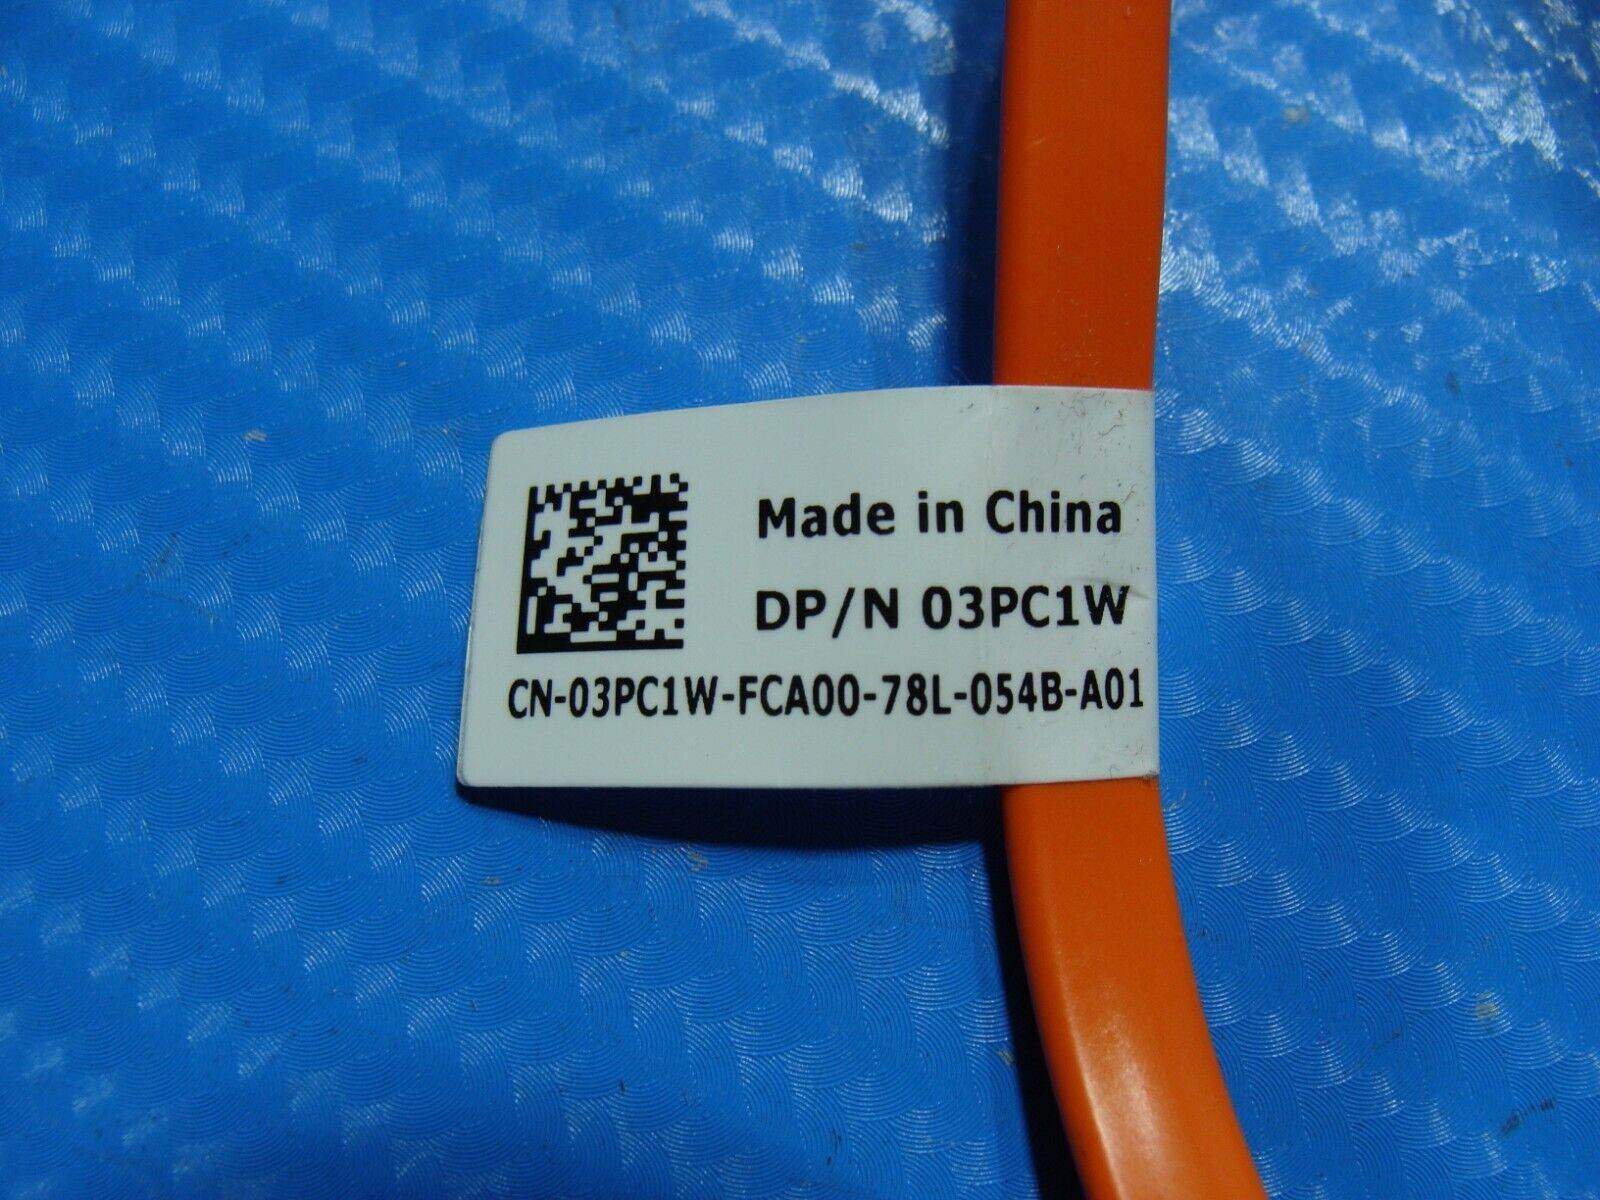 Made in China
DP/N 03PC1W
CN-03PC1W-FCA00-78L-054B-A01